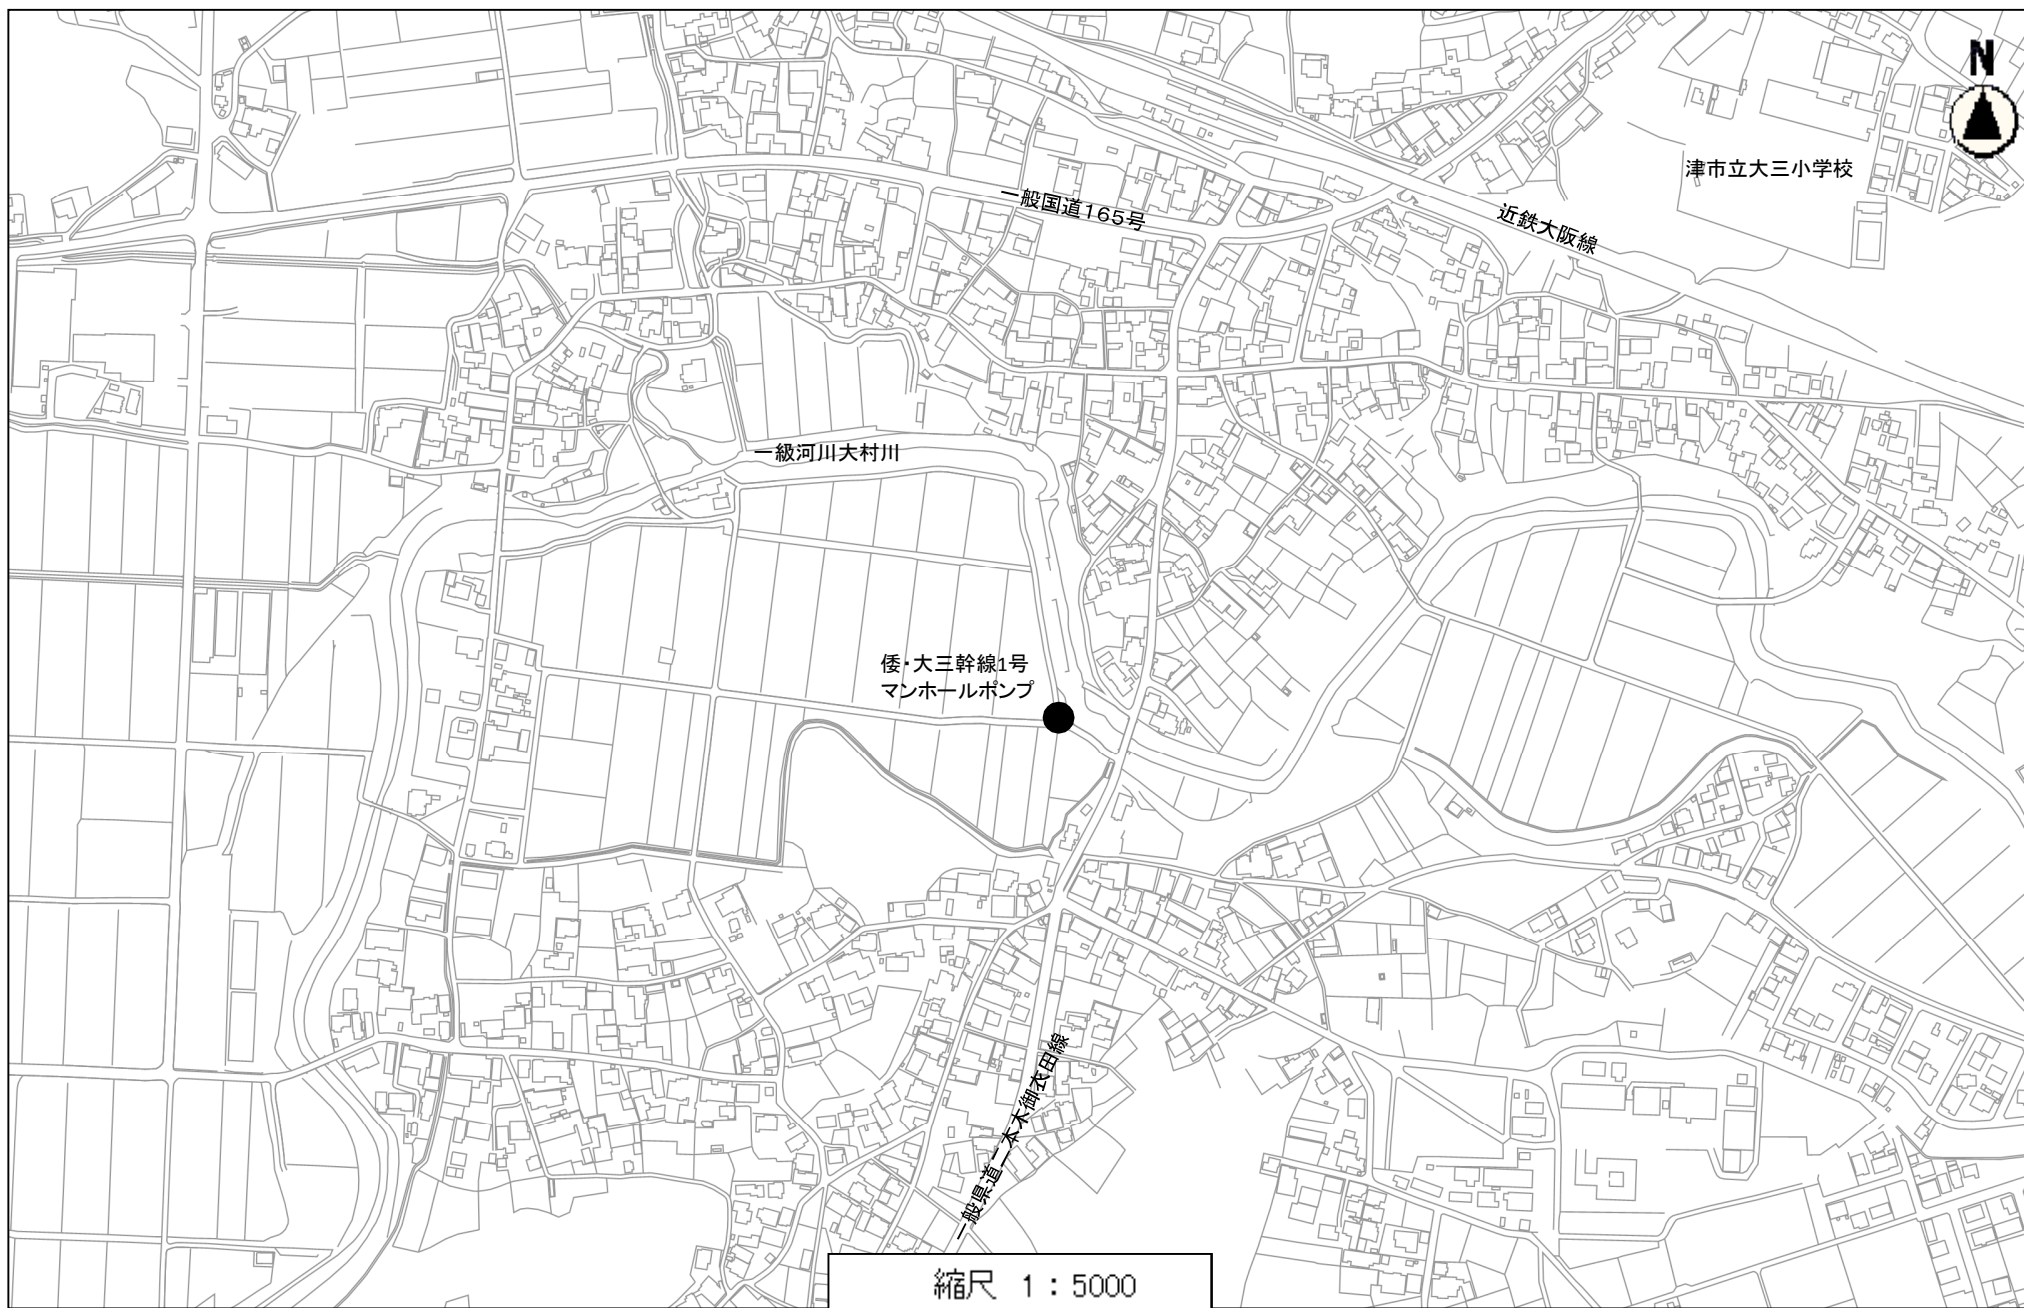 N
津市立大三小学校
一般国道165号
近鉄大阪線
一級河川大村川
倭・大三幹線1号
マンホールポンプ
一般県道二本木御衣田線
縮尺 1：5000